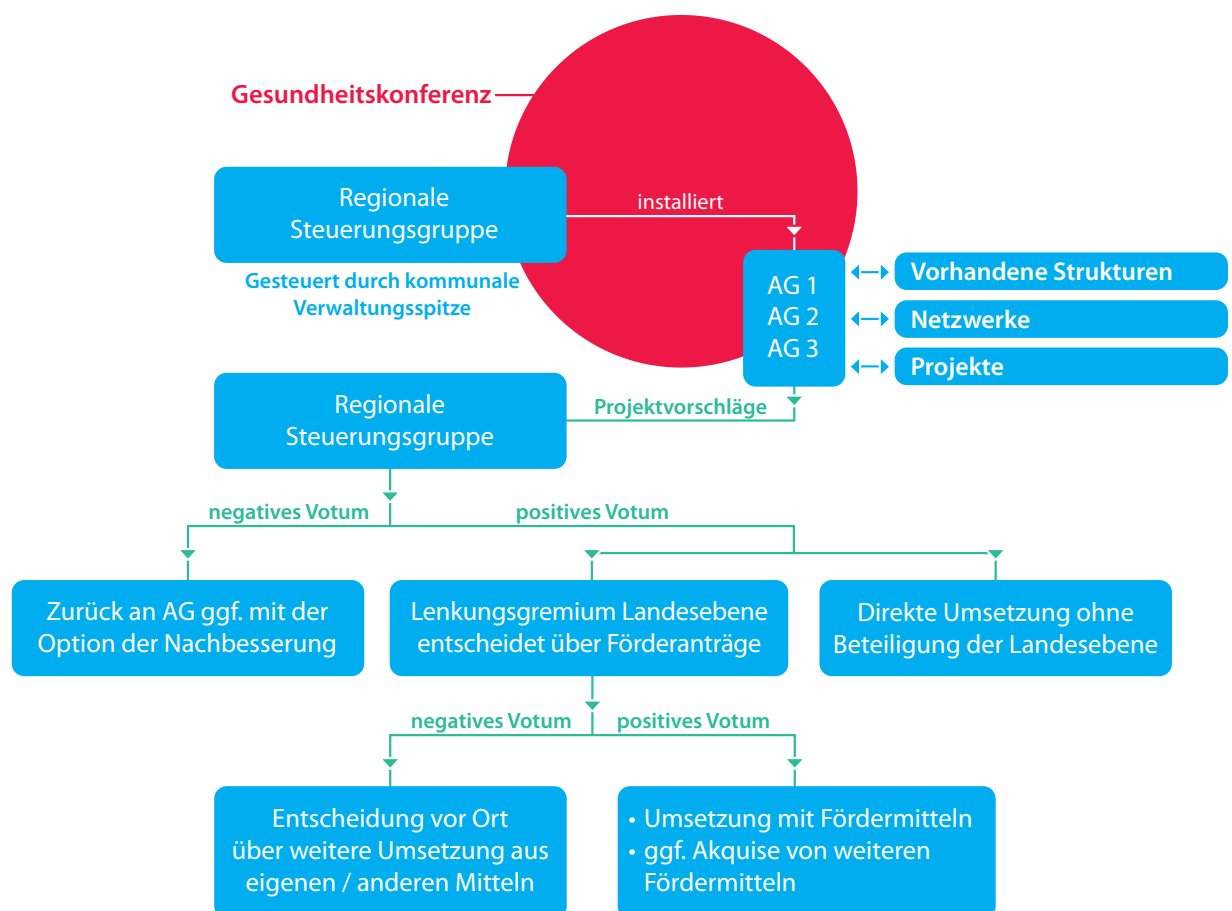 Gesundheitskonferenz
Regionale
Steuerungsgruppe
installiert
Gesteuert durch kommunale
Verwaltungsspitze
AG 1
AG 2
AG 3
Vorhandene Strukturen
Netzwerke
Projekte
Regionale
Steuerungsgruppe
Projektvorschläge
negatives Votum
positives Votum
Zurück an AG ggf. mit der
Option der Nachbesserung
Lenkungsgremium Landesebene
entscheidet über Förderanträge
Direkte Umsetzung ohne
Beteiligung der Landesebene
negatives Votum
positives Votum
Entscheidung vor Ort
über weitere Umsetzung aus
eigenen / anderen Mitteln
• Umsetzung mit Fördermitteln
• ggf. Akquise von weiteren
Fördermitteln